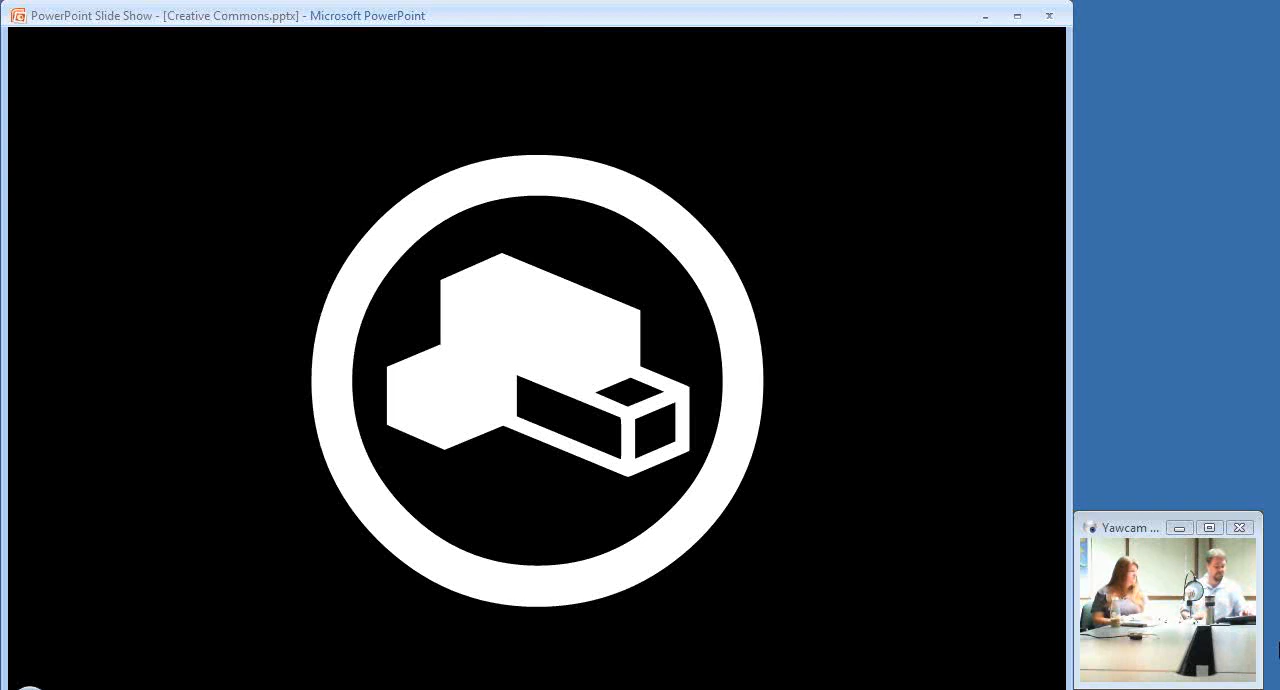 PowerPoint Slide Show - [Creative Commons.pptx] - Microsoft PowerPoint
Yawcam ...